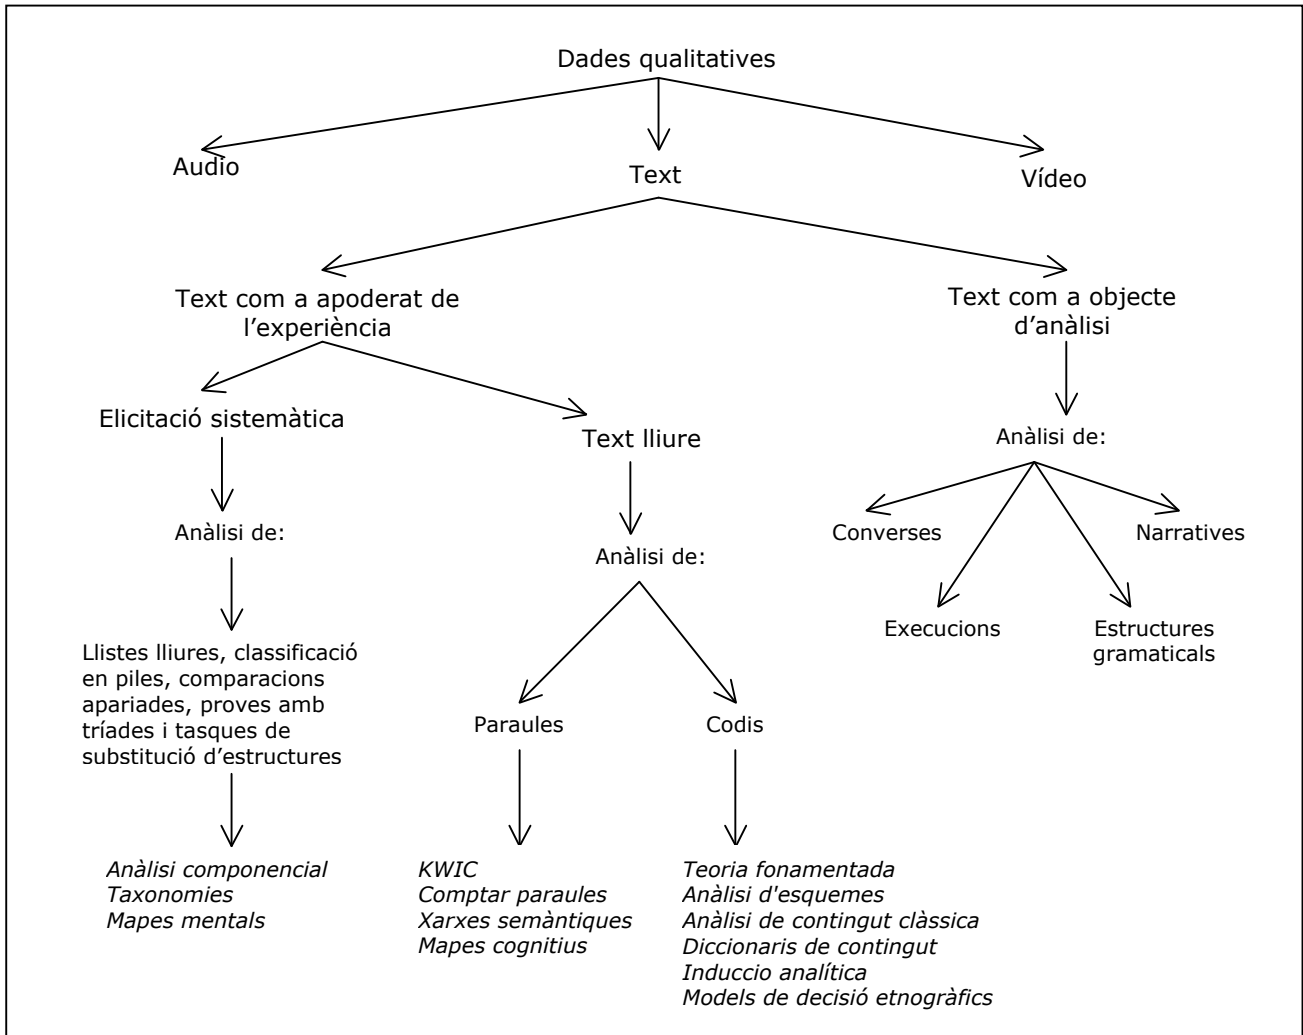 Dades qualitatives
Audio
Text
Vídeo
Text com a apoderat de
l’experiència
Text com a objecte
d’anàlisi
Elicitació sistemàtica
Text lliure
Anàlisi de:
Converses
Narratives
Execucions
Estructures
gramaticals
Anàlisi de:
Anàlisi de:
Llistes lliures, classificació
en piles, comparacions
apariades, proves amb
tríades i tasques de
substitució d’estructures
Paraules
Codis
Anàlisi componencial
Taxonomies
Mapes mentals
KWIC
Comptar paraules
Xarxes semàntiques
Mapes cognitius
Teoria fonamentada
Anàlisi d'esquemes
Anàlisi de contingut clàssica
Diccionaris de contingut
Induccio analítica
Models de decisió etnogràfics